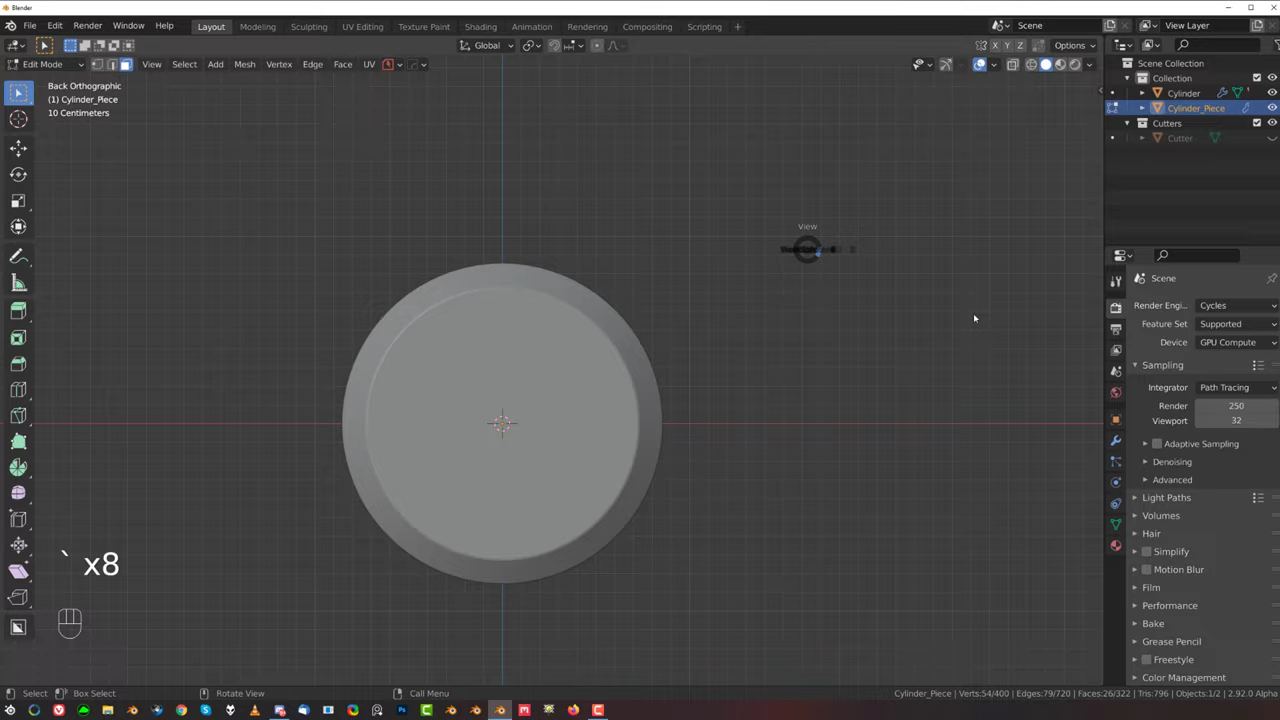 Blender
File Edit Render Window Help
Layout Modeling Sculpting UV Editing Texture Paint Shading Animation Rendering Compositing Scripting +
Scene
View Layer
Global
X Y Z Options
Edit Mode View Select Add Mesh Vertex Edge Face UV
Back Orthographic
(1) Cylinder_Piece
10 Centimeters
View
` x8
Scene Collection
Collection
Cylinder
Cylinder_Piece
Cutters
Cutter
Scene
Render Engi.. Cycles
Feature Set Supported
Device GPU Compute
Sampling
Integrator Path Tracing
Render 250
Viewport 32
Adaptive Sampling
Denoising
Advanced
Light Paths
Volumes
Hair
Simplify
Motion Blur
Film
Performance
Bake
Grease Pencil
Freestyle
Color Management
Select Box Select Rotate View Call Menu
Cylinder_Piece | Verts:54/400 | Edges:79/720 | Faces:26/322 | Tris:796 | Objects:1/2 | 2.92.0 Alpha